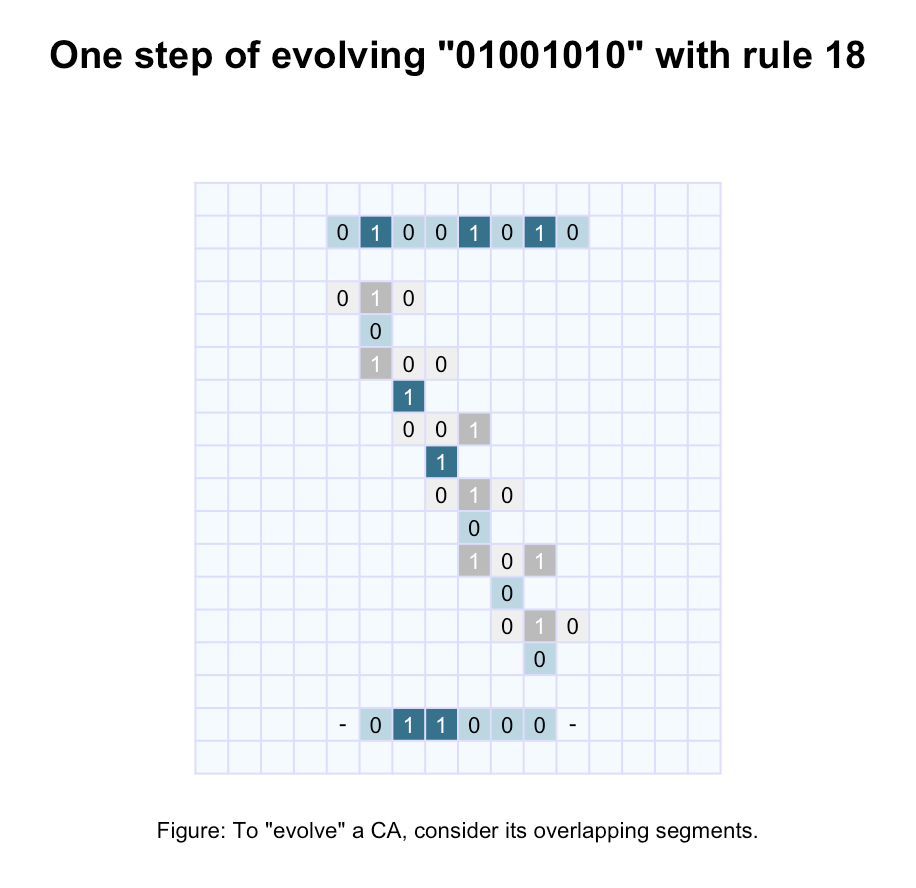 One step of evolving "01001010" with rule 18
0 1 0 0 1 0 1 0
0 1 0
0
1 0 0
1
0 0 1
1
0 1 0
0
1 0 1
0
0 1 0
0
- 0 1 1 0 0 0 -
Figure: To "evolve" a CA, consider its overlapping segments.